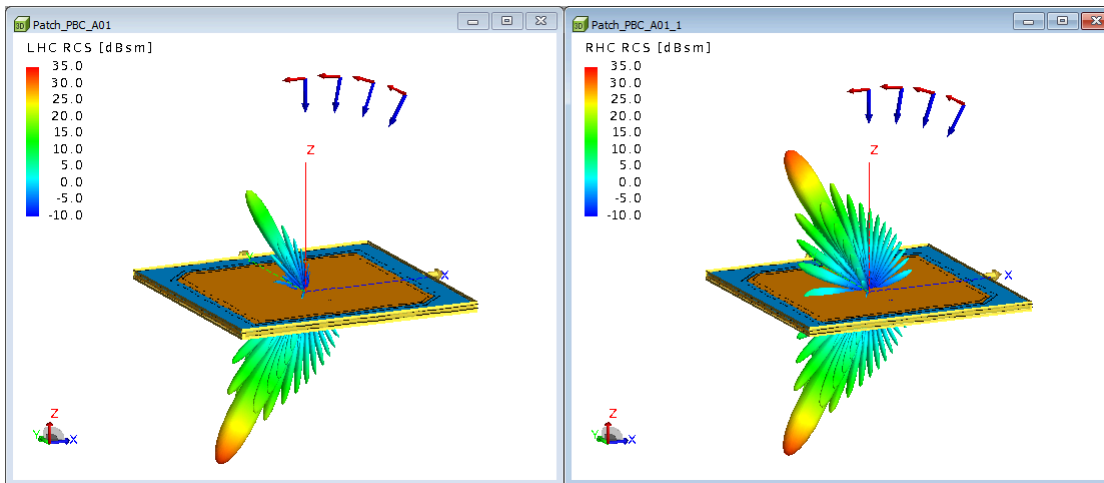 Patch_PBC_A01
LHC RCS [dBsm]
35.0
30.0
25.0
20.0
15.0
10.0
5.0
0.0
-5.0
-10.0
Z
X
Y
Z
Y
X
Patch_PBC_A01_1
RHC RCS [dBsm]
35.0
30.0
25.0
20.0
15.0
10.0
5.0
0.0
-5.0
-10.0
Z
X
Z
Y
X